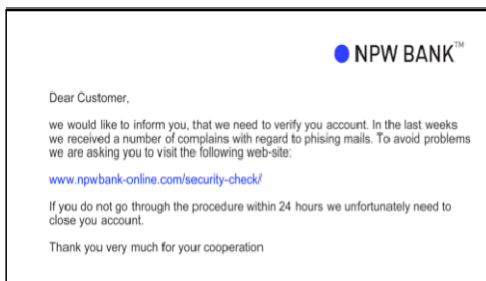 NPW BANK™
Dear Customer,
we would like to inform you, that we need to verify you account. In the last weeks
we received a number of complains with regard to phising mails. To avoid problems
we are asking you to visit the following web-site:
www.npwbank-online.com/security-check/
If you do not go through the procedure within 24 hours we unfortunately need to
close you account.
Thank you very much for your cooperation